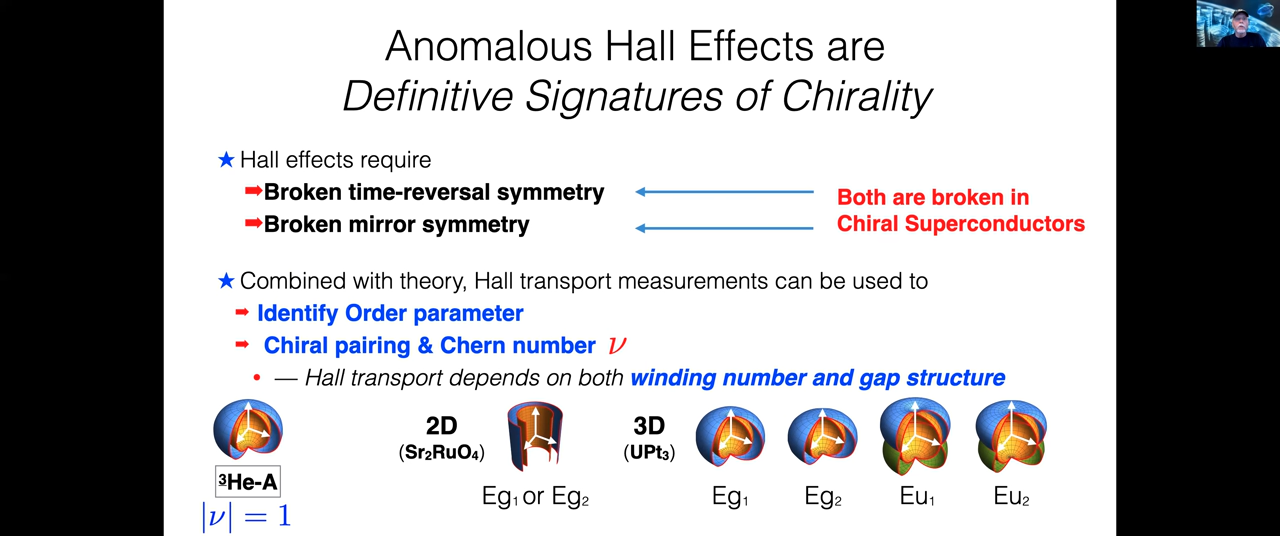 Anomalous Hall Effects are
Definitive Signatures of Chirality
★ Hall effects require
➡Broken time-reversal symmetry
➡Broken mirror symmetry
Both are broken in
Chiral Superconductors
★ Combined with theory, Hall transport measurements can be used to
➡ Identify Order parameter
➡ Chiral pairing & Chern number ν
• — Hall transport depends on both winding number and gap structure
2D
(Sr₂RuO₄)
3D
(UPt₃)
³He-A
Eg₁ or Eg₂
Eg₁
Eg₂
Eu₁
Eu₂
|ν| = 1